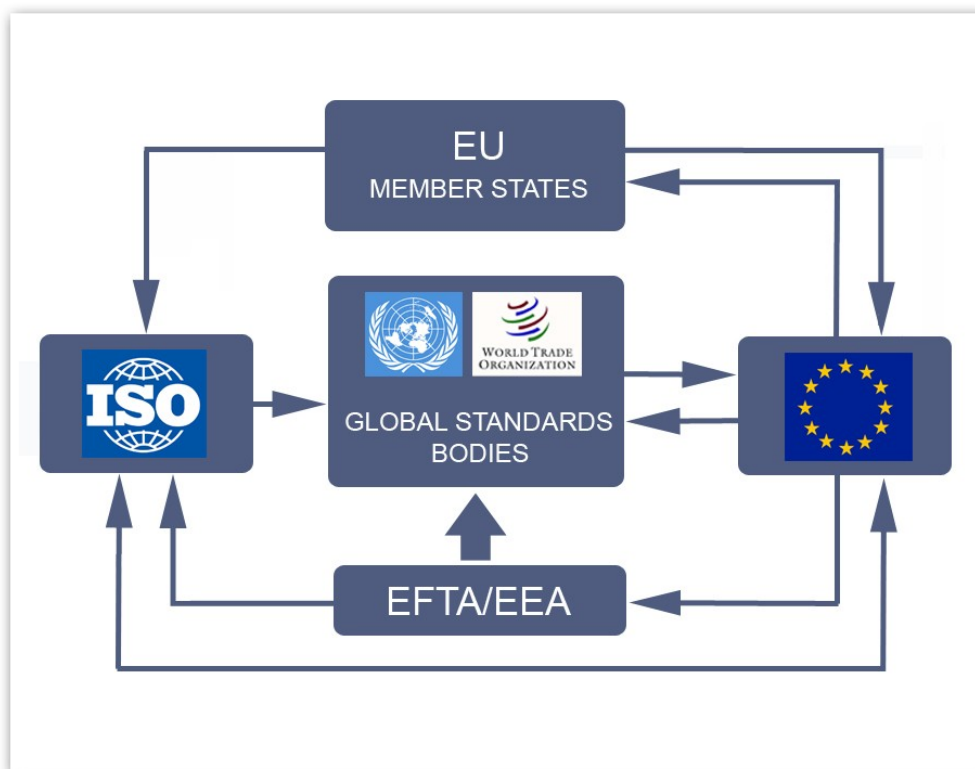 EU
MEMBER STATES
ISO
WORLD TRADE
ORGANIZATION
GLOBAL STANDARDS
BODIES
EFTA/EEA